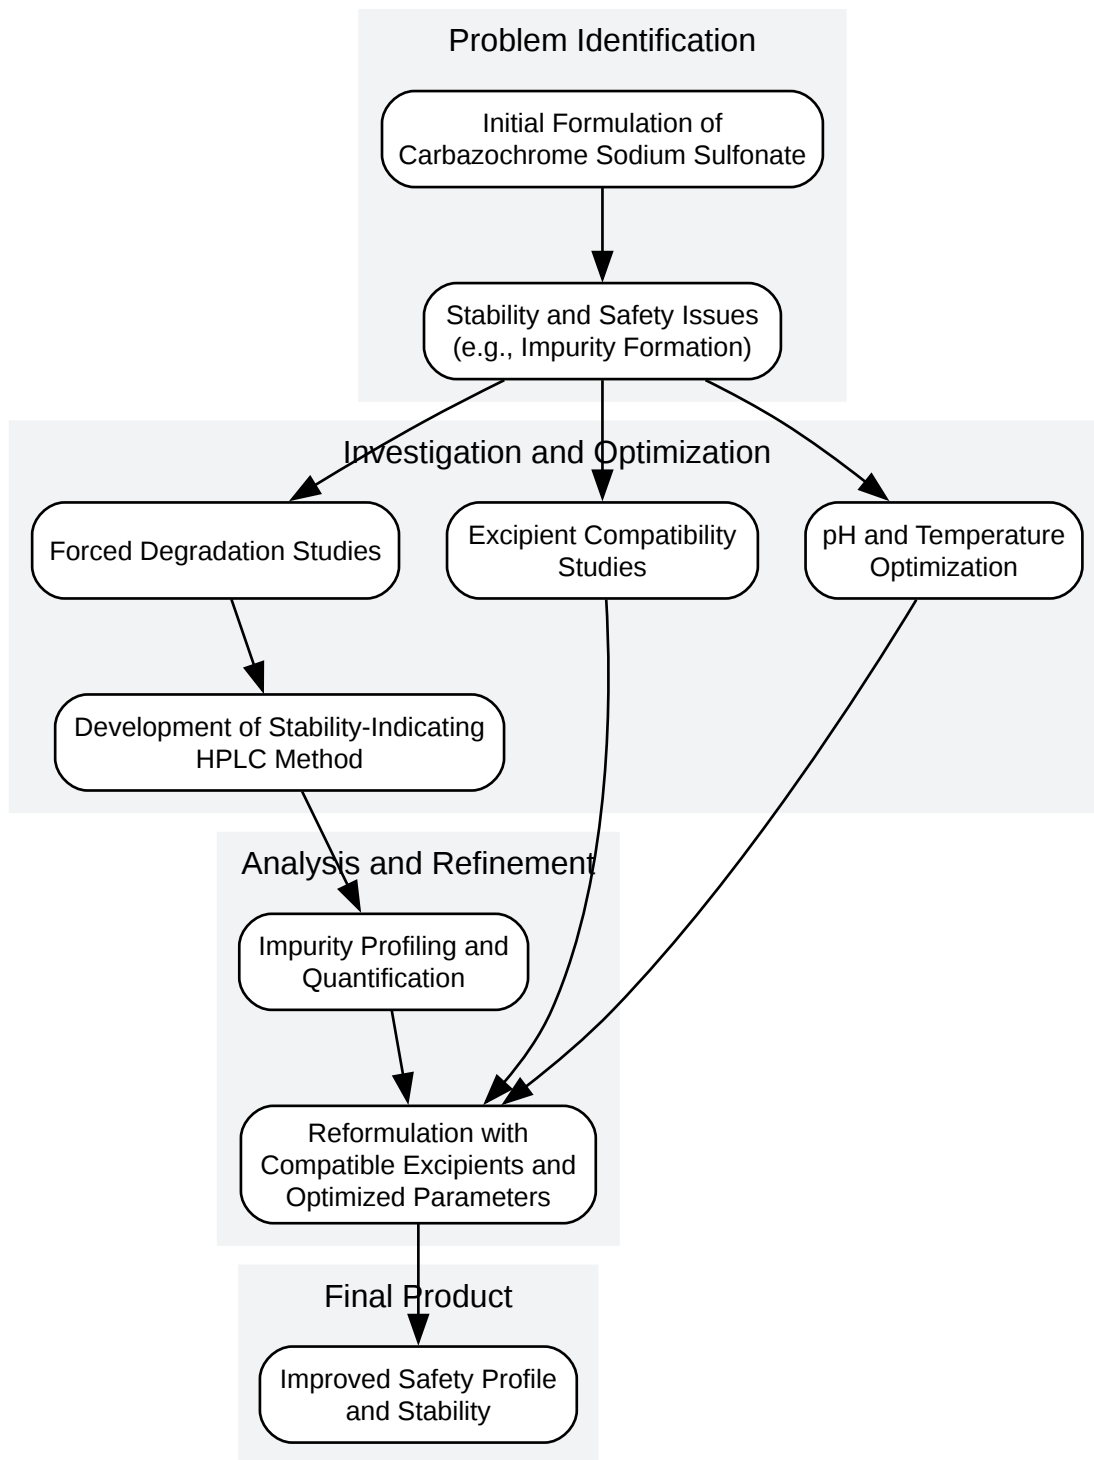 Problem Identification
Initial Formulation of
Carbazochrome Sodium Sulfonate
Stability and Safety Issues
(e.g., Impurity Formation)
Investigation and Optimization
Forced Degradation Studies
Excipient Compatibility
Studies
pH and Temperature
Optimization
Development of Stability-Indicating
HPLC Method
Analysis and Refinement
Impurity Profiling and
Quantification
Reformulation with
Compatible Excipients and
Optimized Parameters
Final Product
Improved Safety Profile
and Stability